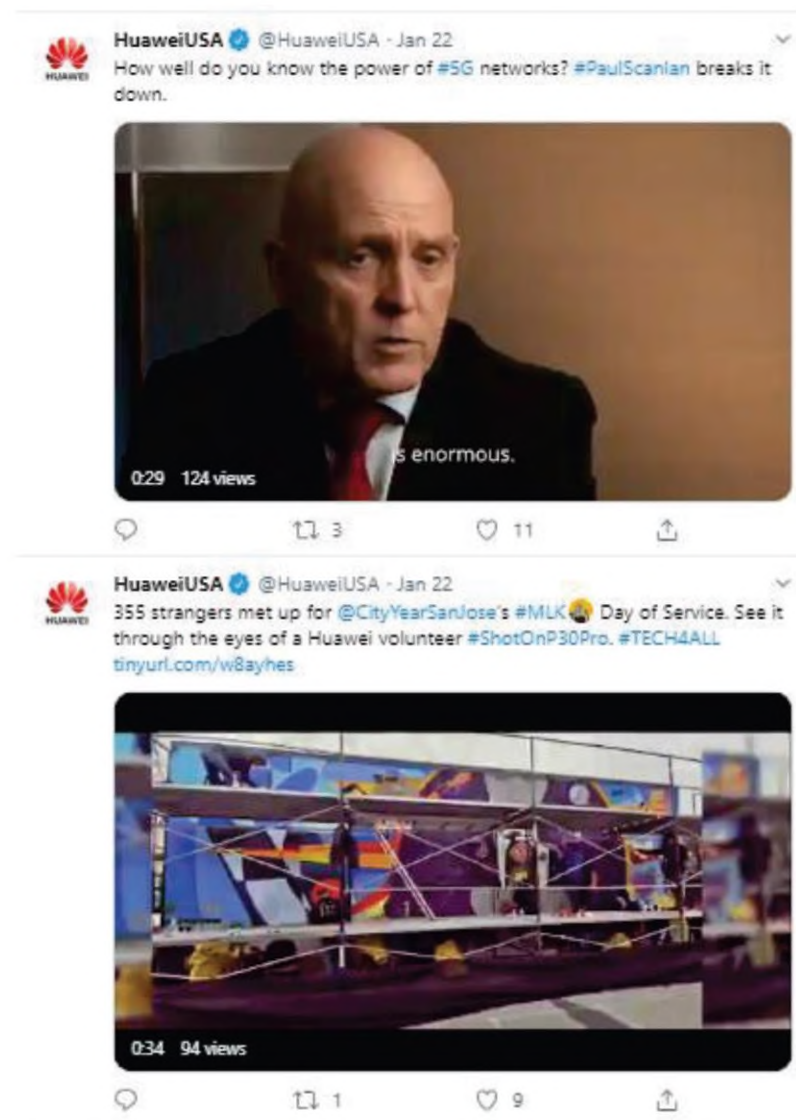 HuaweiUSA @HuaweiUSA · Jan 22
HUAWEI
How well do you know the power of #5G networks? #PaulScanlan breaks it
down.
is enormous.
0:29 124 views
3 11
HuaweiUSA @HuaweiUSA · Jan 22
HUAWEI
355 strangers met up for @CityYearSanJose's #MLK Day of Service. See it
through the eyes of a Huawei volunteer #ShotOnP30Pro. #TECH4ALL
tinyurl.com/w8ayhes
0:34 94 views
1 9